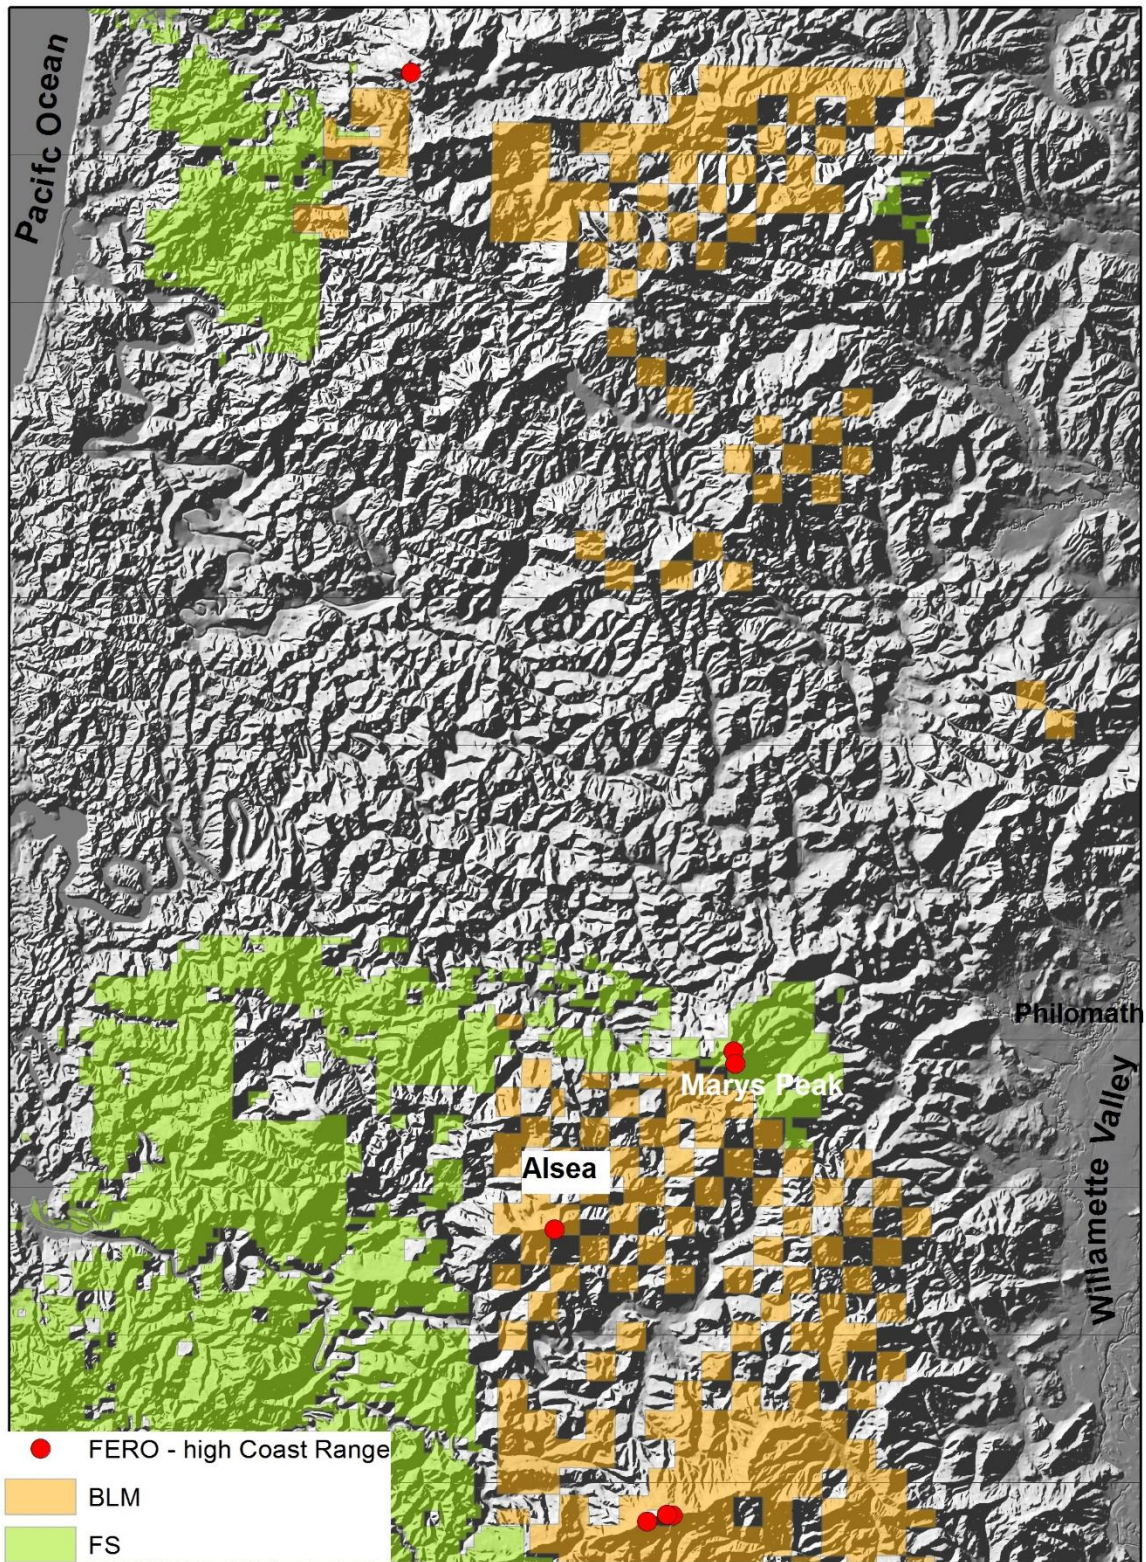 Pacifc Ocean
Philomath
Marys Peak
Willamette Valley
Alsea
FERO - high Coast Range
BLM
FS